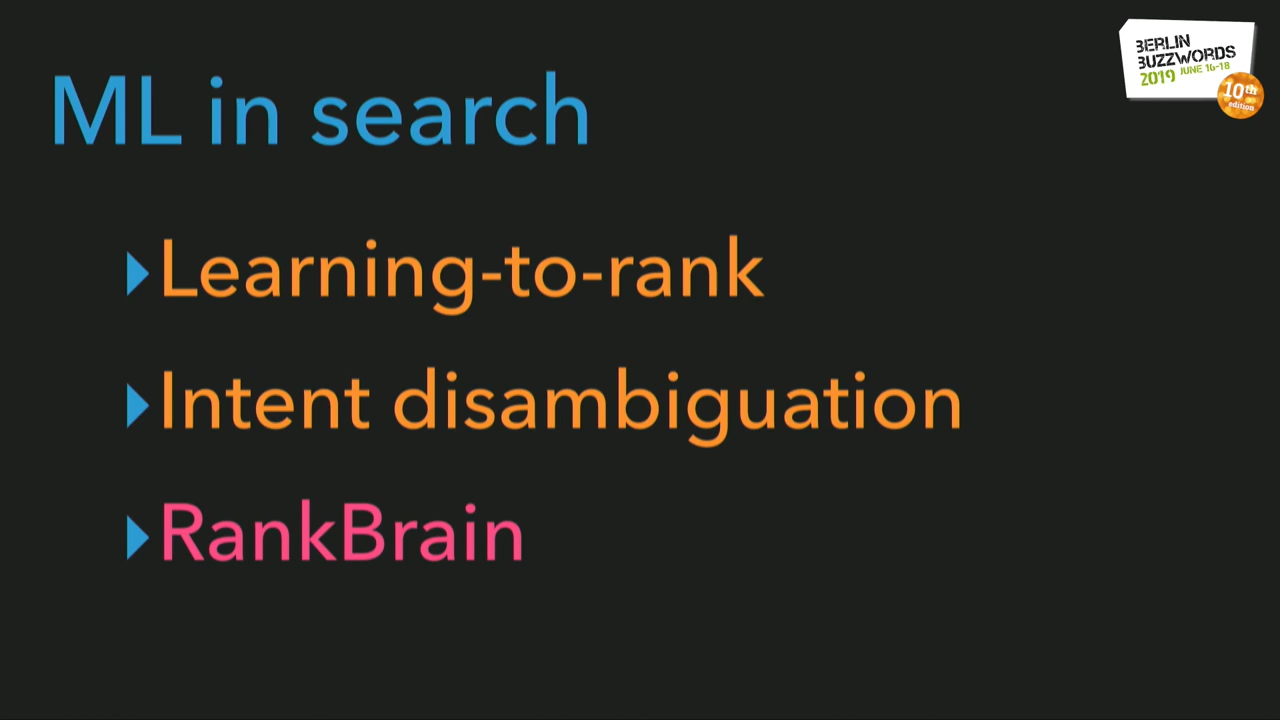 ML in search
BERLIN
BUZZWORDS
2019 JUNE 16-18
10th
edition
Learning-to-rank
Intent disambiguation
RankBrain